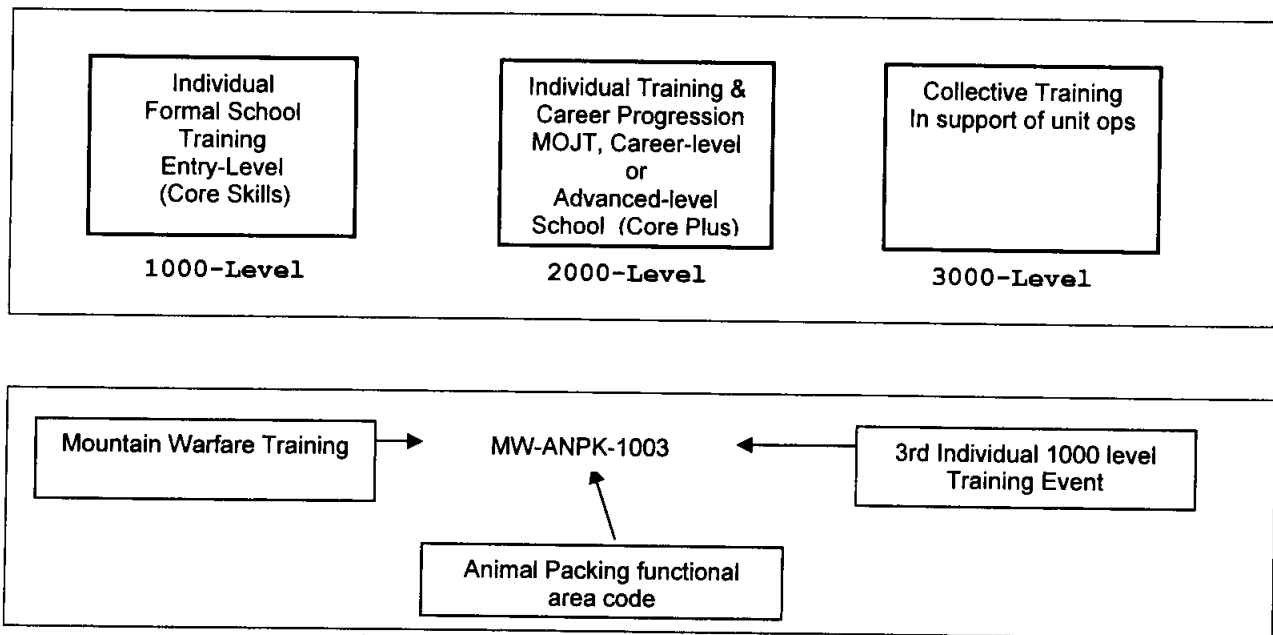 Individual
Formal School
Training
Entry-Level
(Core Skills)
1000-Level
Individual Training &
Career Progression
MOJT, Career-level
or
Advanced-level
School (Core Plus)
2000-Level
Collective Training
In support of unit ops
3000-Level
Mountain Warfare Training
MW-ANPK-1003
3rd Individual 1000 level
Training Event
Animal Packing functional
area code